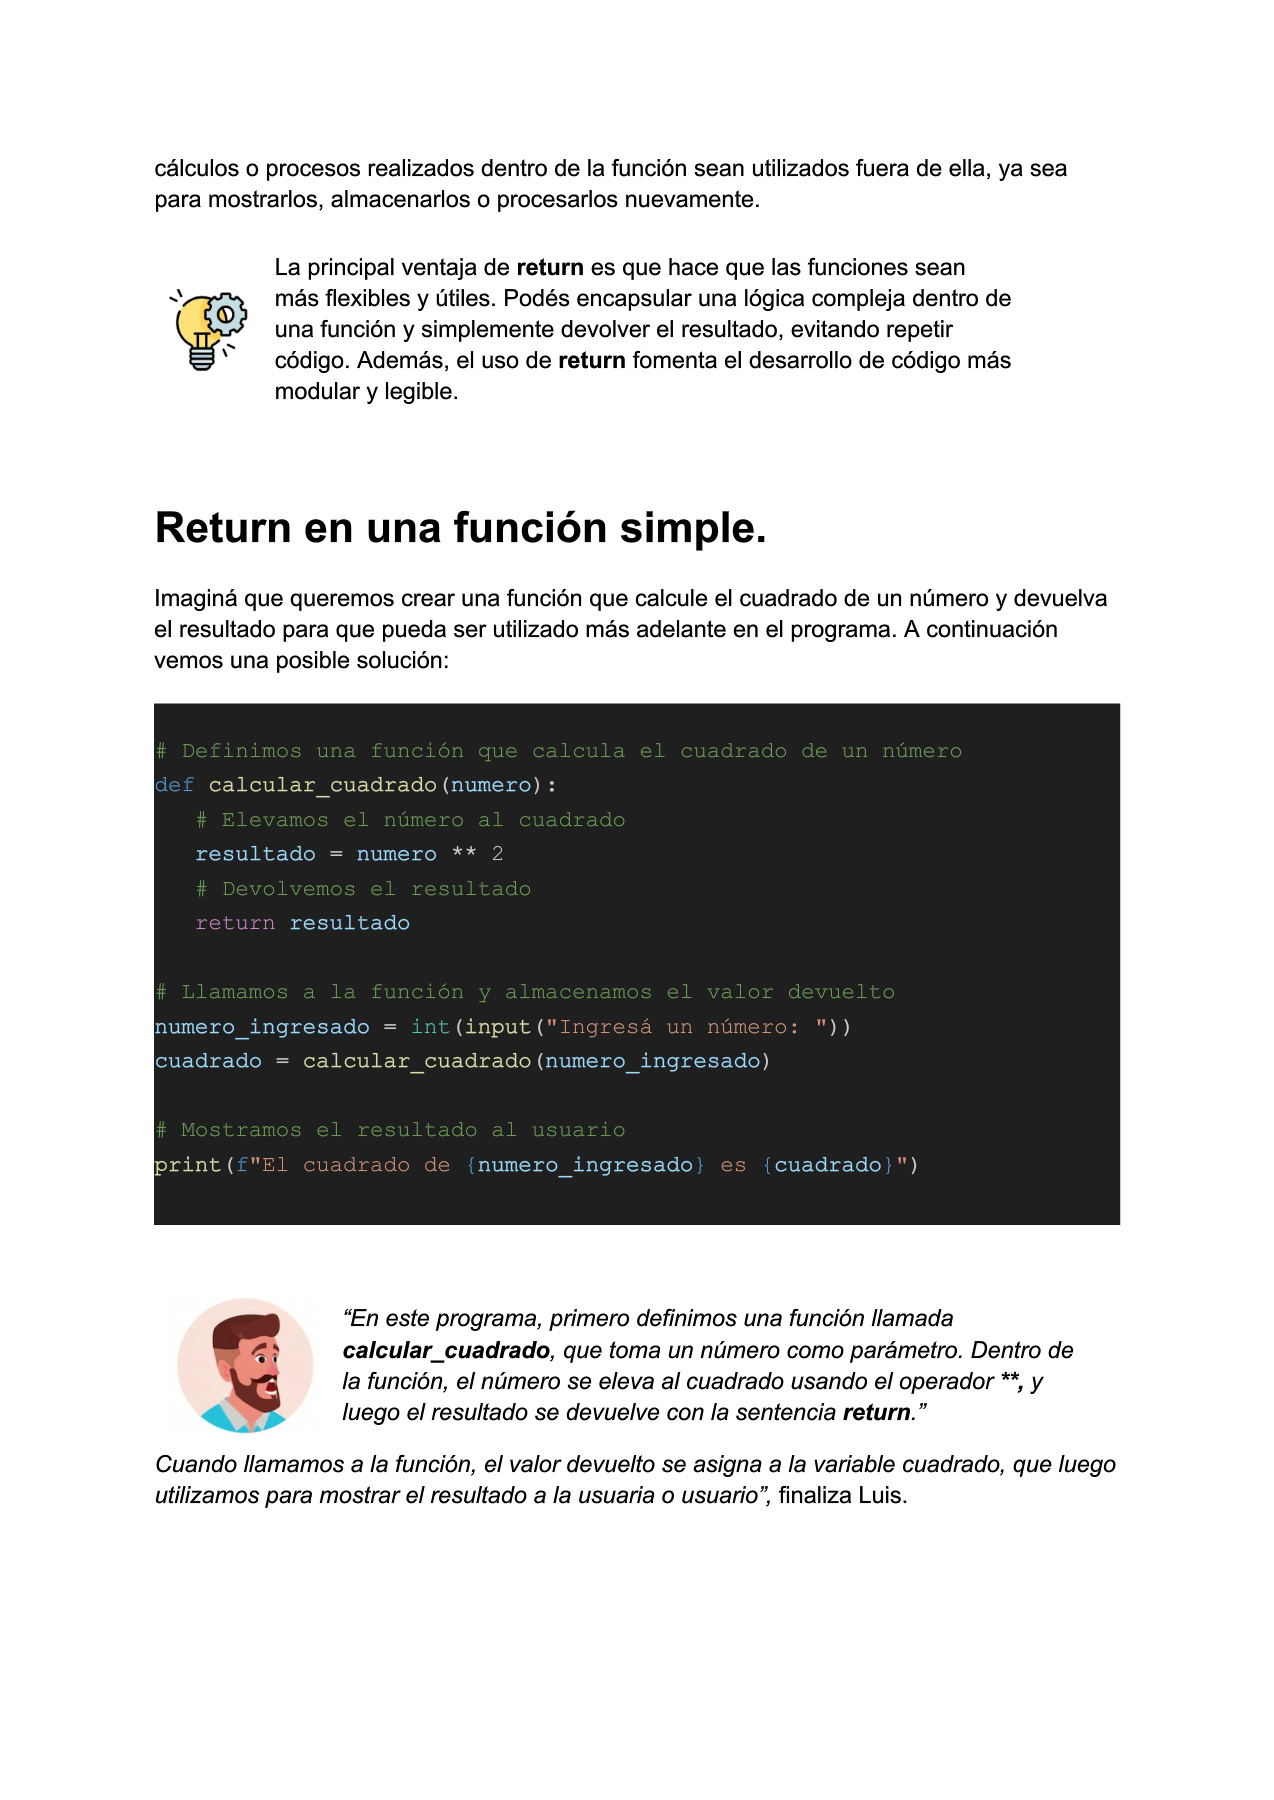 cálculos o procesos realizados dentro de la función sean utilizados fuera de ella, ya sea
para mostrarlos, almacenarlos o procesarlos nuevamente.
La principal ventaja de return es que hace que las funciones sean
más flexibles y útiles. Podés encapsular una lógica compleja dentro de
una función y simplemente devolver el resultado, evitando repetir
código. Además, el uso de return fomenta el desarrollo de código más
modular y legible.
Return en una función simple.
Imaginá que queremos crear una función que calcule el cuadrado de un número y devuelva
el resultado para que pueda ser utilizado más adelante en el programa. A continuación
vemos una posible solución:
# Definimos una función que calcula el cuadrado de un número
def calcular_cuadrado(numero):
   # Elevamos el número al cuadrado
   resultado = numero ** 2
   # Devolvemos el resultado
   return resultado
# Llamamos a la función y almacenamos el valor devuelto
numero_ingresado = int(input("Ingresá un número: "))
cuadrado = calcular_cuadrado(numero_ingresado)
# Mostramos el resultado al usuario
print(f"El cuadrado de {numero_ingresado} es {cuadrado}")
“En este programa, primero definimos una función llamada
calcular_cuadrado, que toma un número como parámetro. Dentro de
la función, el número se eleva al cuadrado usando el operador **, y
luego el resultado se devuelve con la sentencia return.”
Cuando llamamos a la función, el valor devuelto se asigna a la variable cuadrado, que luego
utilizamos para mostrar el resultado a la usuaria o usuario”, finaliza Luis.